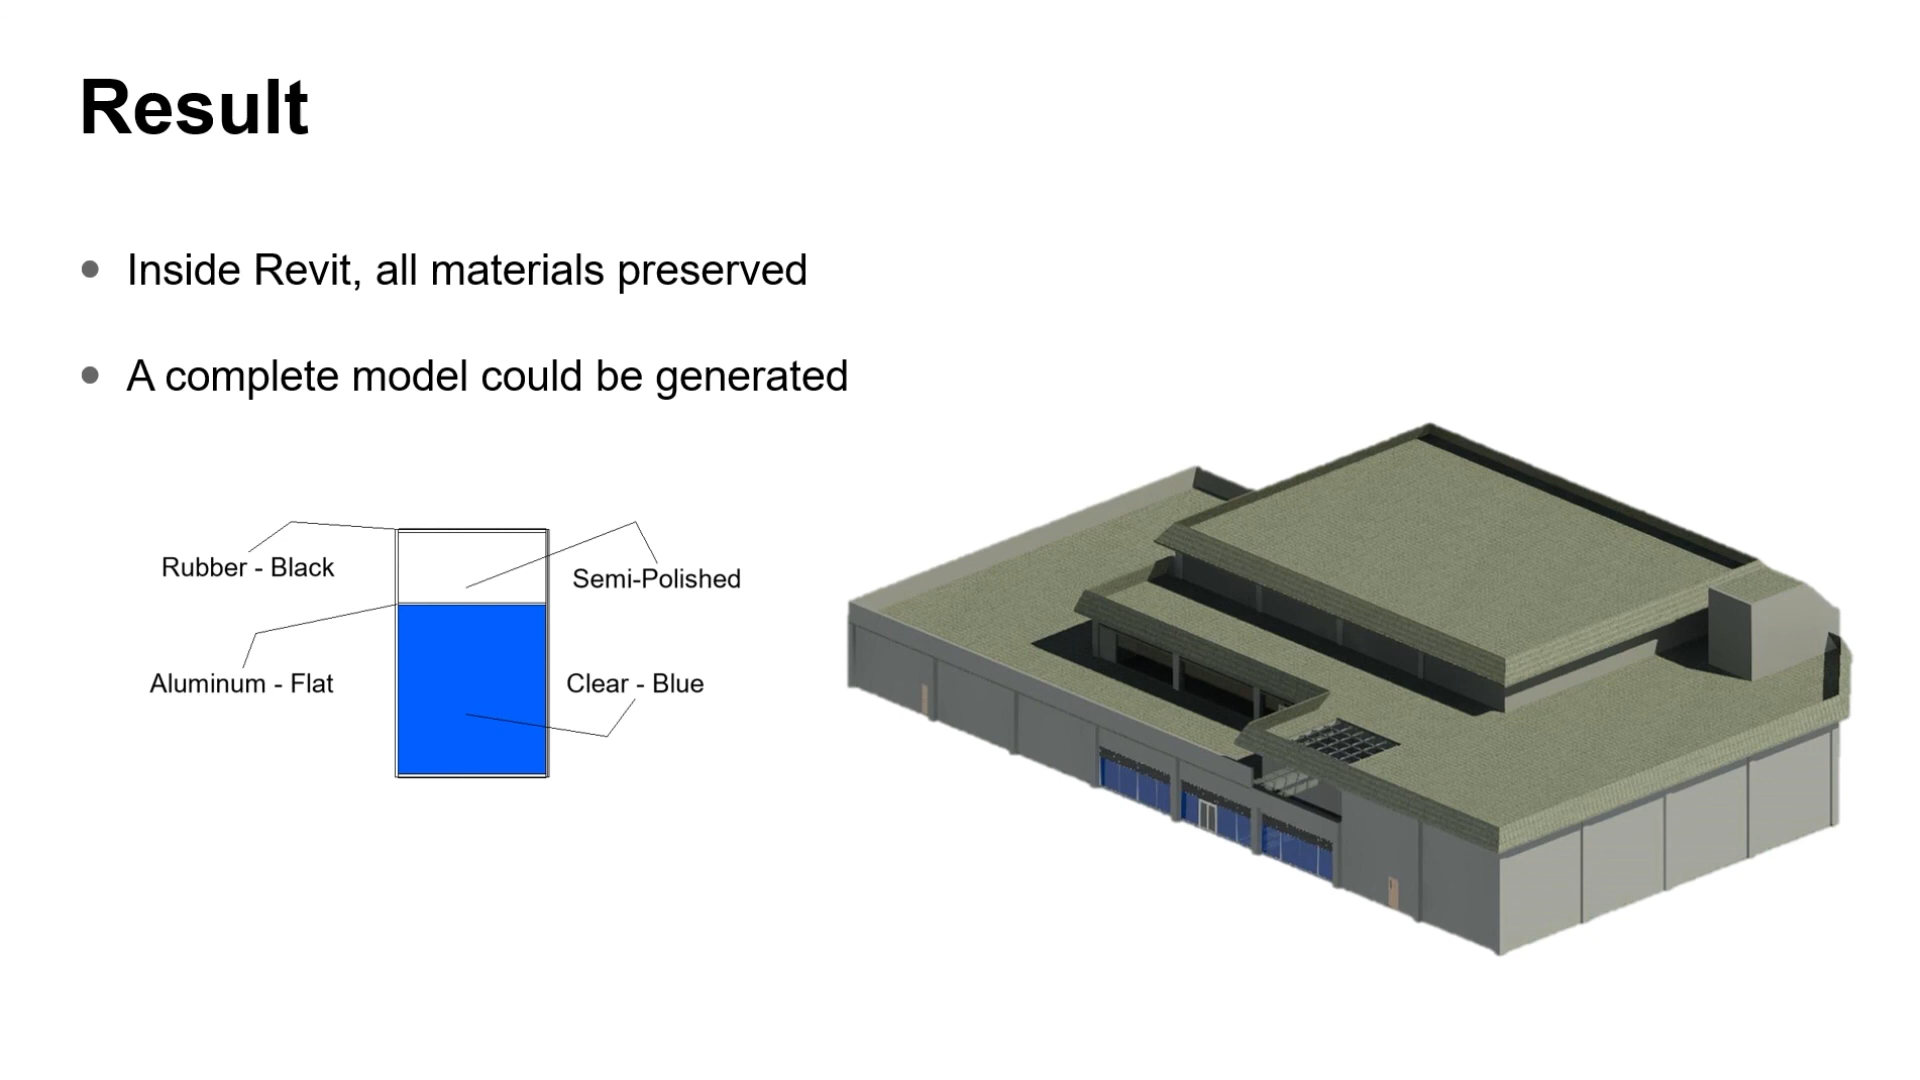 Result
Inside Revit, all materials preserved
A complete model could be generated
Rubber - Black
Semi-Polished
Aluminum - Flat
Clear - Blue